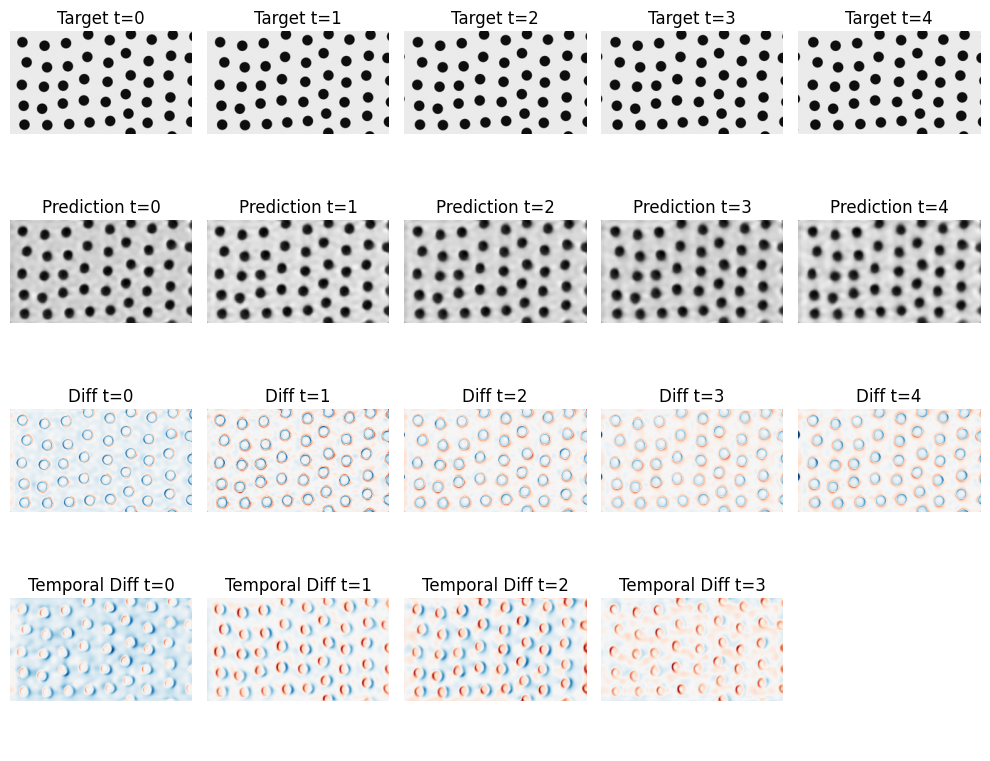 Target t=0 Target t=1 Target t=2 Target t=3 Target t=4
Prediction t=0 Prediction t=1 Prediction t=2 Prediction t=3 Prediction t=4
Diff t=0 Diff t=1 Diff t=2 Diff t=3 Diff t=4
Temporal Diff t=0 Temporal Diff t=1 Temporal Diff t=2 Temporal Diff t=3